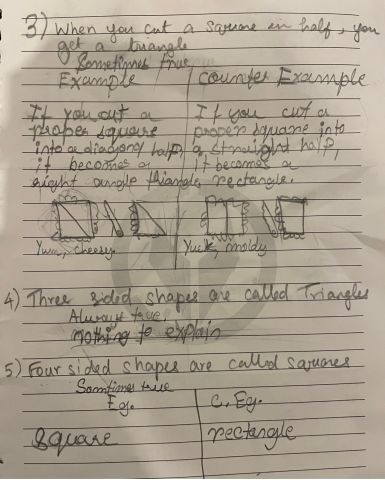 3) When you cut a square in half, you
get a triangle
Sometimes true
Example | counter Example
If you cut a
proper square
into a diagonal half,
it becomes a
right angle triangle.
If you cut a
proper square into
a straight half,
it becomes a
rectangle.
Yum, cheesy.
Yuck, moldy
4) Three sided shapes are called Triangles
Always true.
Nothing to explain
5) Four sided shapes are called squares
Sometimes true
Eg.
C. Eg.
Square
rectangle